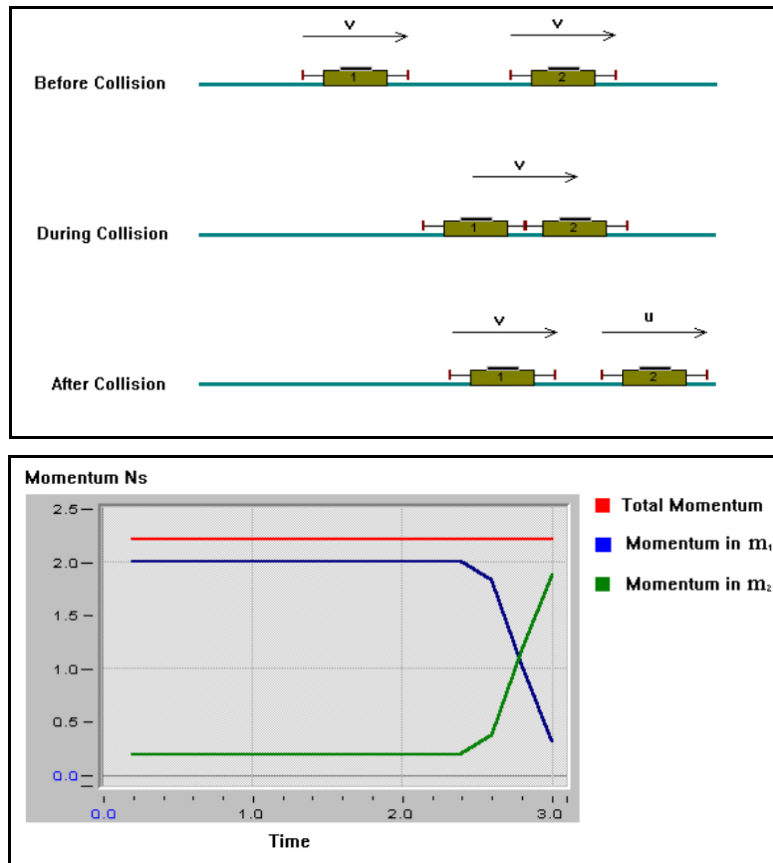 v v
1 2
Before Collision
v
1 2
During Collision
v u
1 2
After Collision
Momentum Ns
2.5
2.0
1.5
1.0
0.5
0.0
0.0 1.0 2.0 3.0
Time
Total Momentum
Momentum in m₁
Momentum in m₂